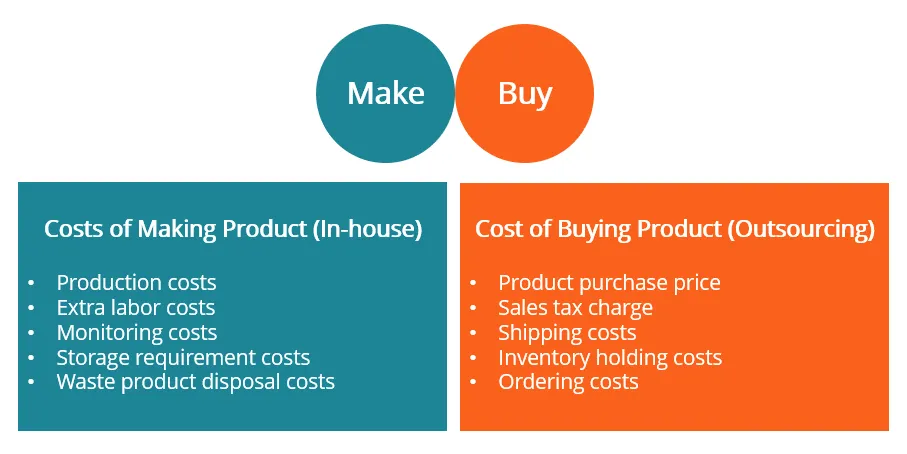 Make
Buy
Costs of Making Product (In-house)
• Production costs
• Extra labor costs
• Monitoring costs
• Storage requirement costs
• Waste product disposal costs
Cost of Buying Product (Outsourcing)
• Product purchase price
• Sales tax charge
• Shipping costs
• Inventory holding costs
• Ordering costs